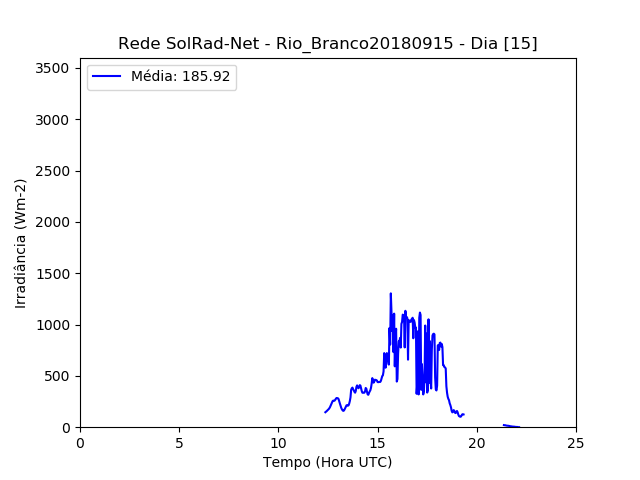 Rede SolRad-Net - Rio_Branco20180915 - Dia [15]
Média: 185.92
Irradiância (Wm-2)
3500
3000
2500
2000
1500
1000
500
0
0 5 10 15 20 25
Tempo (Hora UTC)